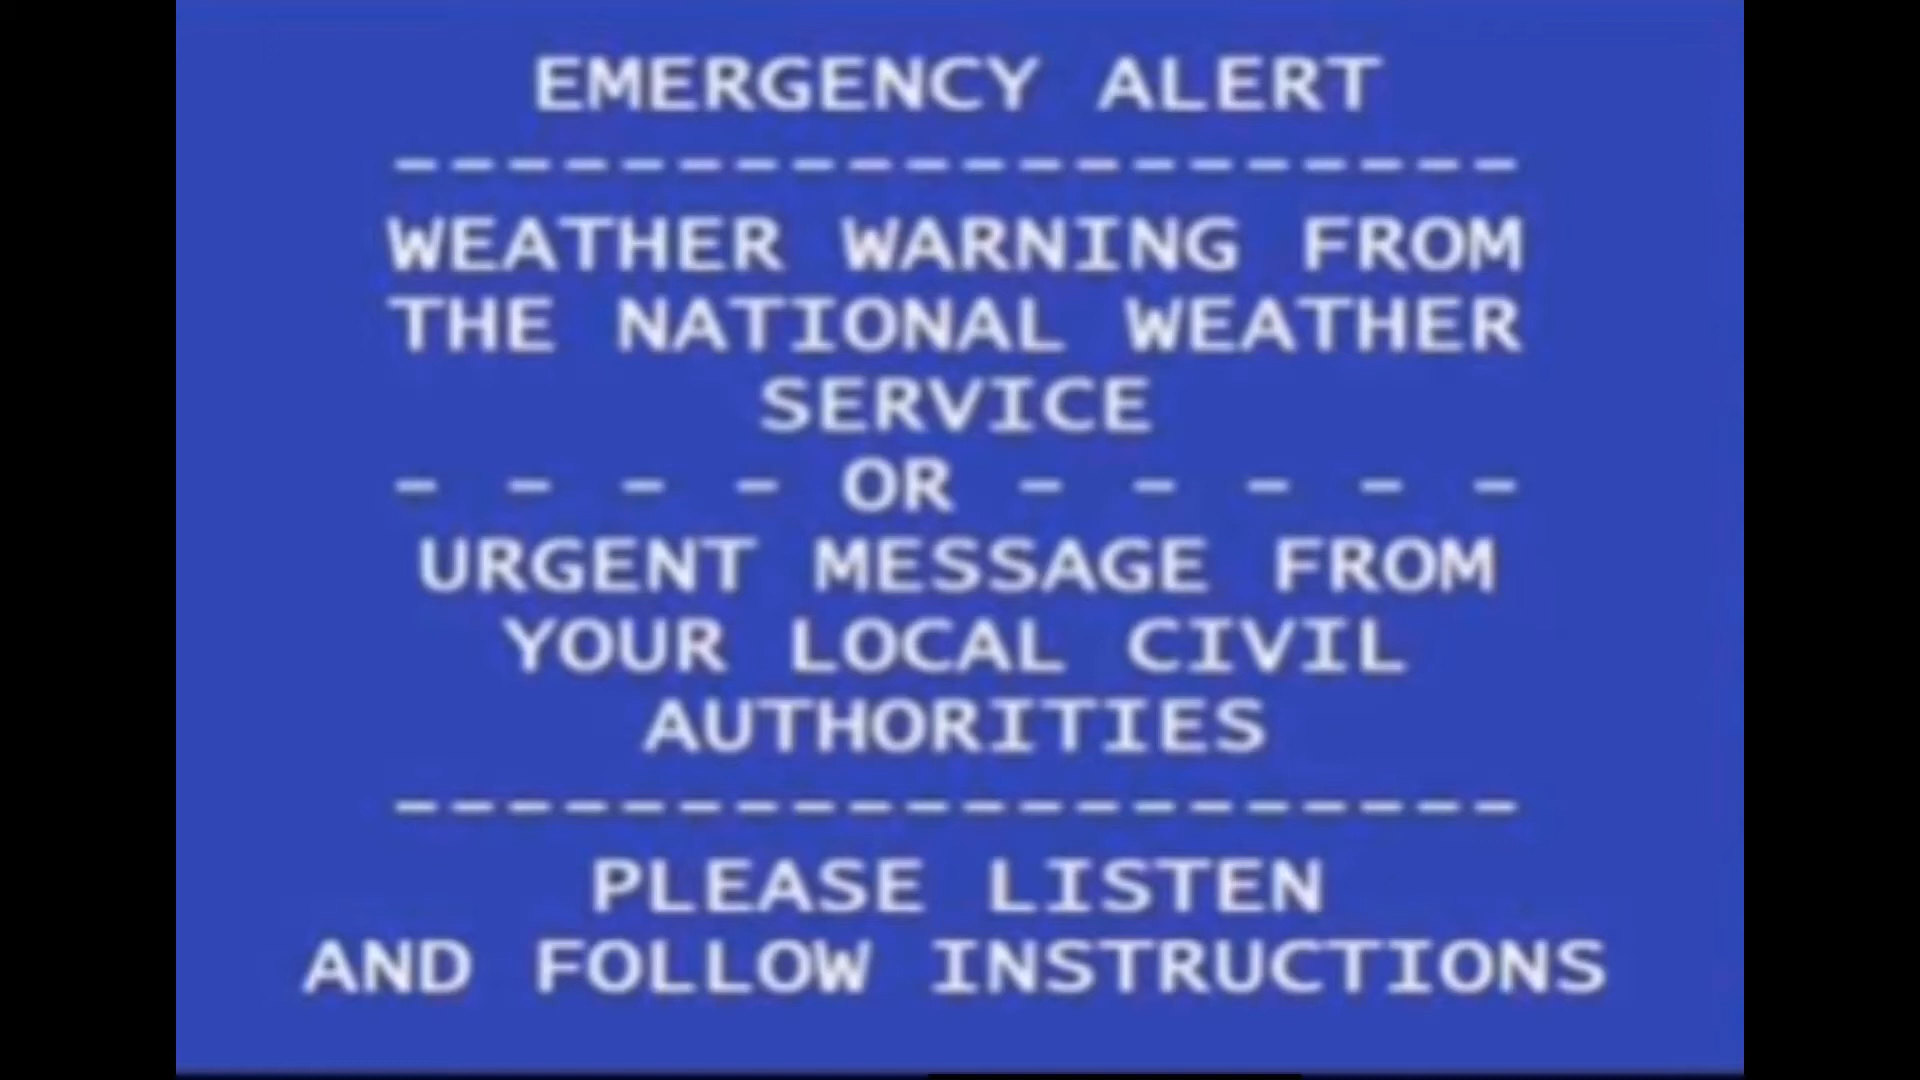 EMERGENCY ALERT
--------------------
WEATHER WARNING FROM
THE NATIONAL WEATHER
SERVICE
- - - - OR - - - - -
URGENT MESSAGE FROM
YOUR LOCAL CIVIL
AUTHORITIES
--------------------
PLEASE LISTEN
AND FOLLOW INSTRUCTIONS